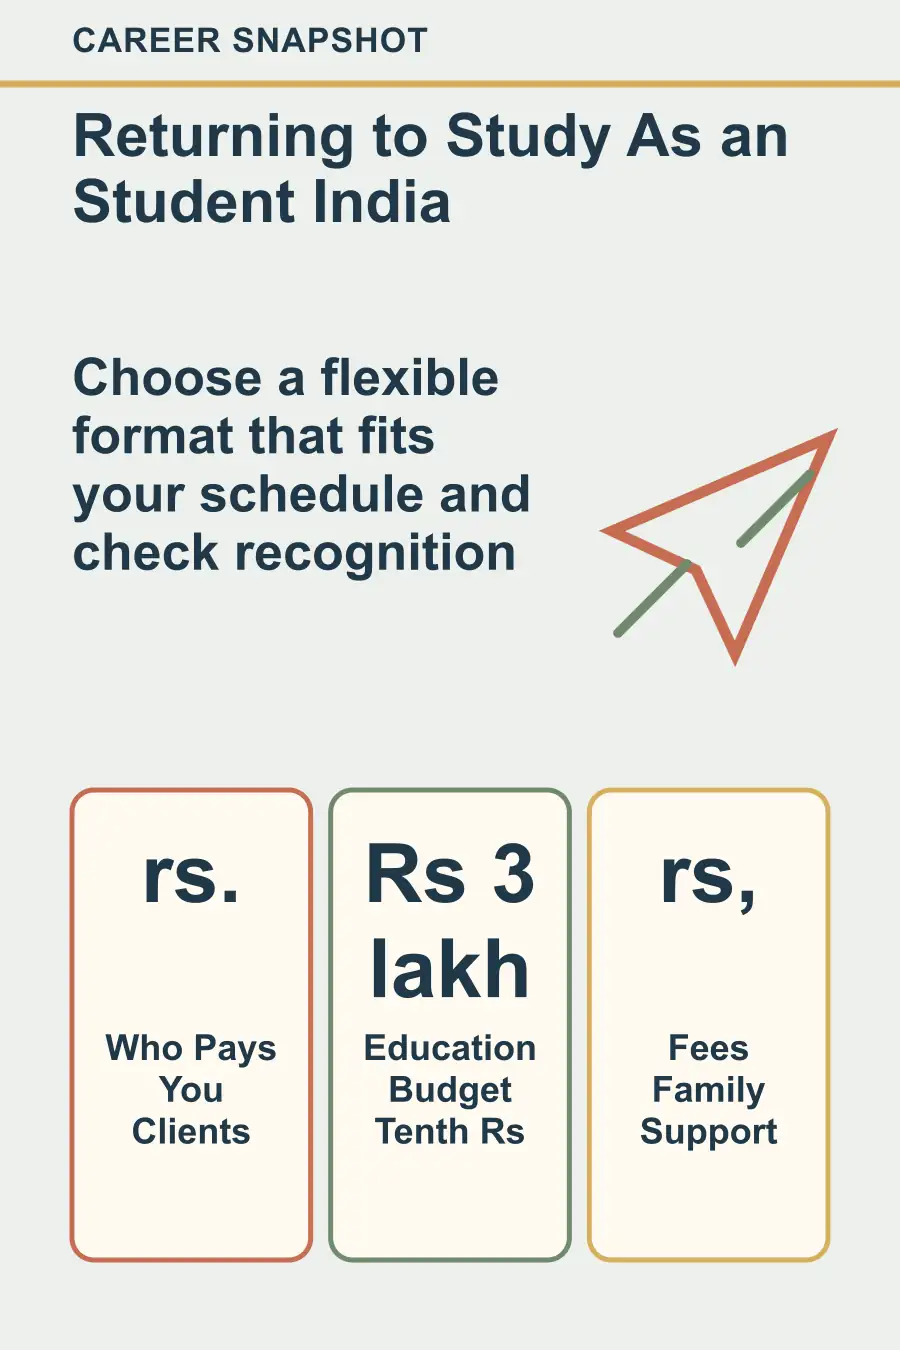 CAREER SNAPSHOT
Returning to Study As an
Student India
Choose a flexible
format that fits
your schedule and
check recognition
rs.
Who Pays
You
Clients
Rs 3
lakh
Education
Budget
Tenth Rs
rs,
Fees
Family
Support